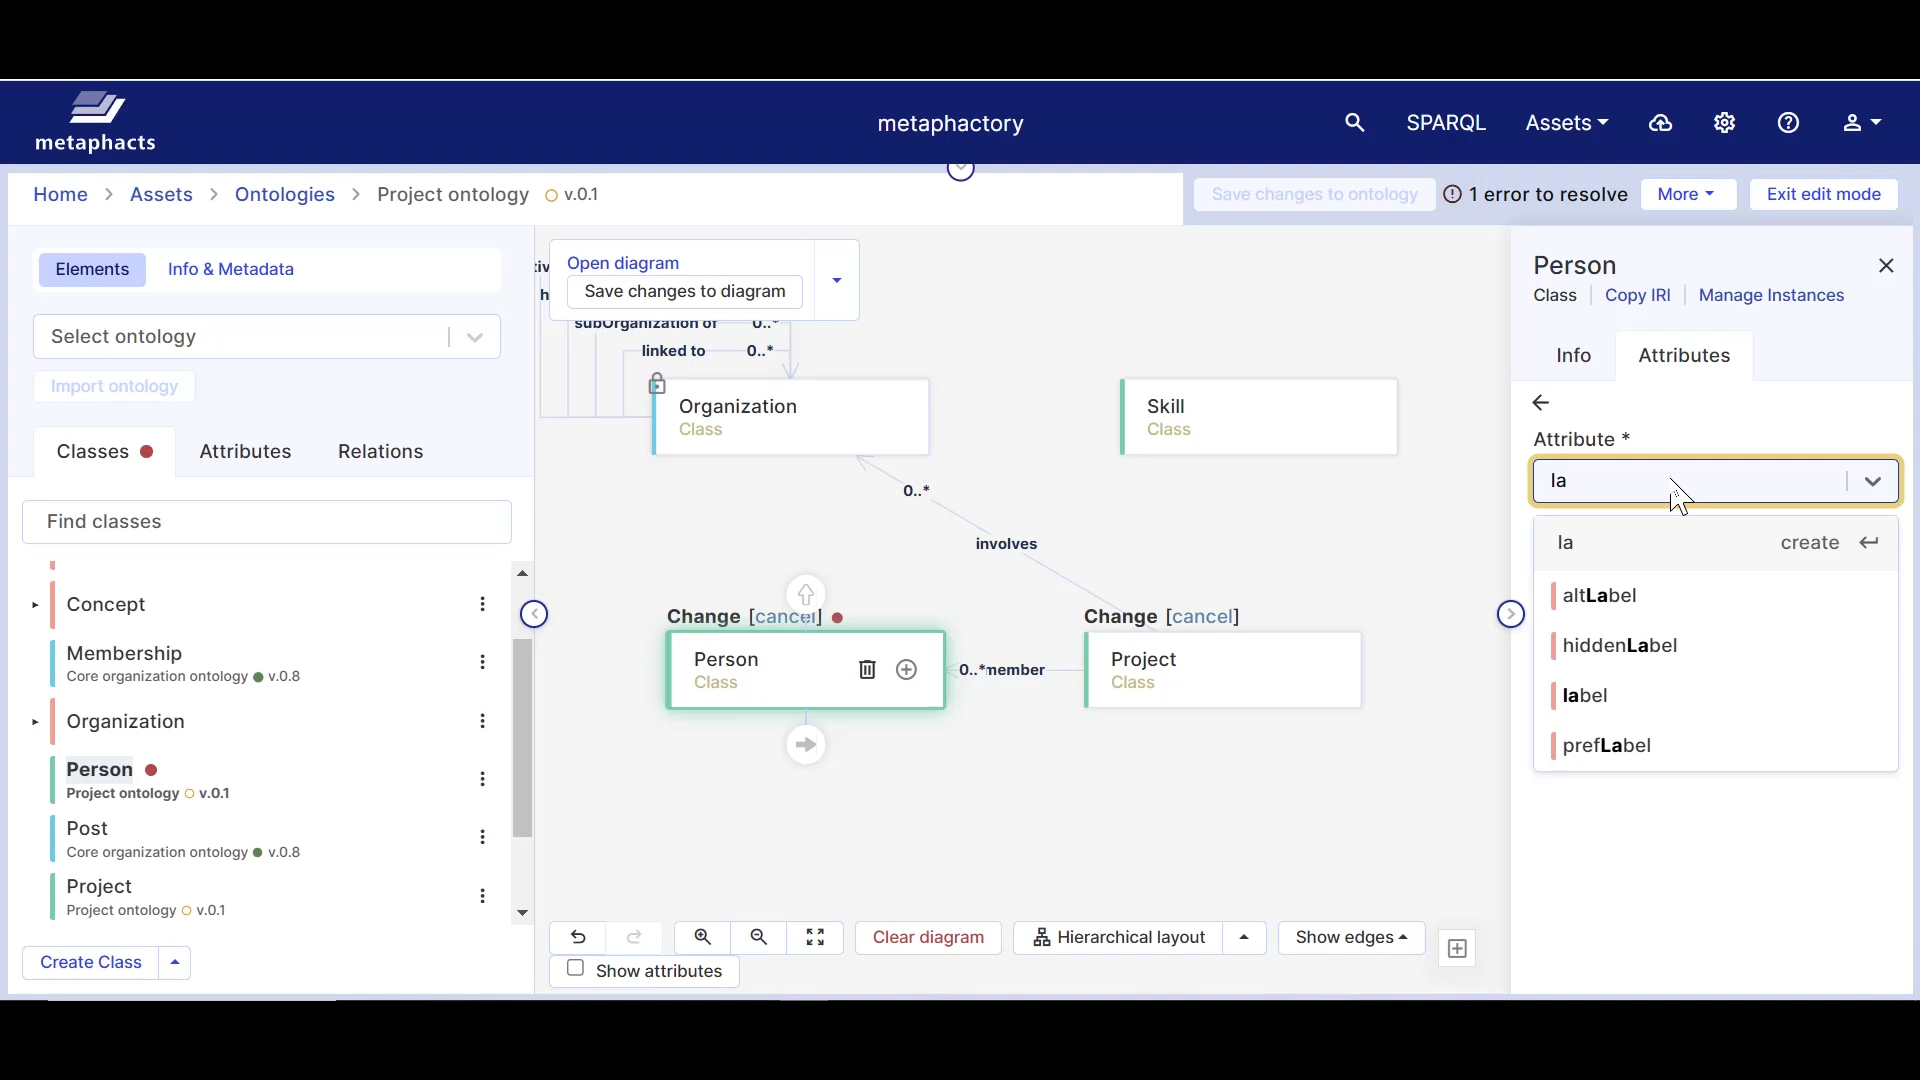 metaphacts
metaphactory
SPARQL
Assets
Home > Assets > Ontologies > Project ontology v.0.1
Save changes to ontology
1 error to resolve
More
Exit edit mode
Elements
Info & Metadata
Select ontology
Import ontology
Classes
Attributes
Relations
Find classes
Concept
Membership
Core organization ontology v.0.8
Organization
Person
Project ontology v.0.1
Post
Core organization ontology v.0.8
Project
Project ontology v.0.1
Create Class
Open diagram
Save changes to diagram
tiv
h
subOrganization of 0..*
linked to 0..*
Organization
Class
Skill
Class
0..*
involves
Change [cancel]
Person
Class
0..* member
Change [cancel]
Project
Class
Clear diagram
Hierarchical layout
Show edges
Show attributes
Person
Class
Copy IRI
Manage Instances
Info
Attributes
Attribute *
la
la create
altLabel
hiddenLabel
label
prefLabel